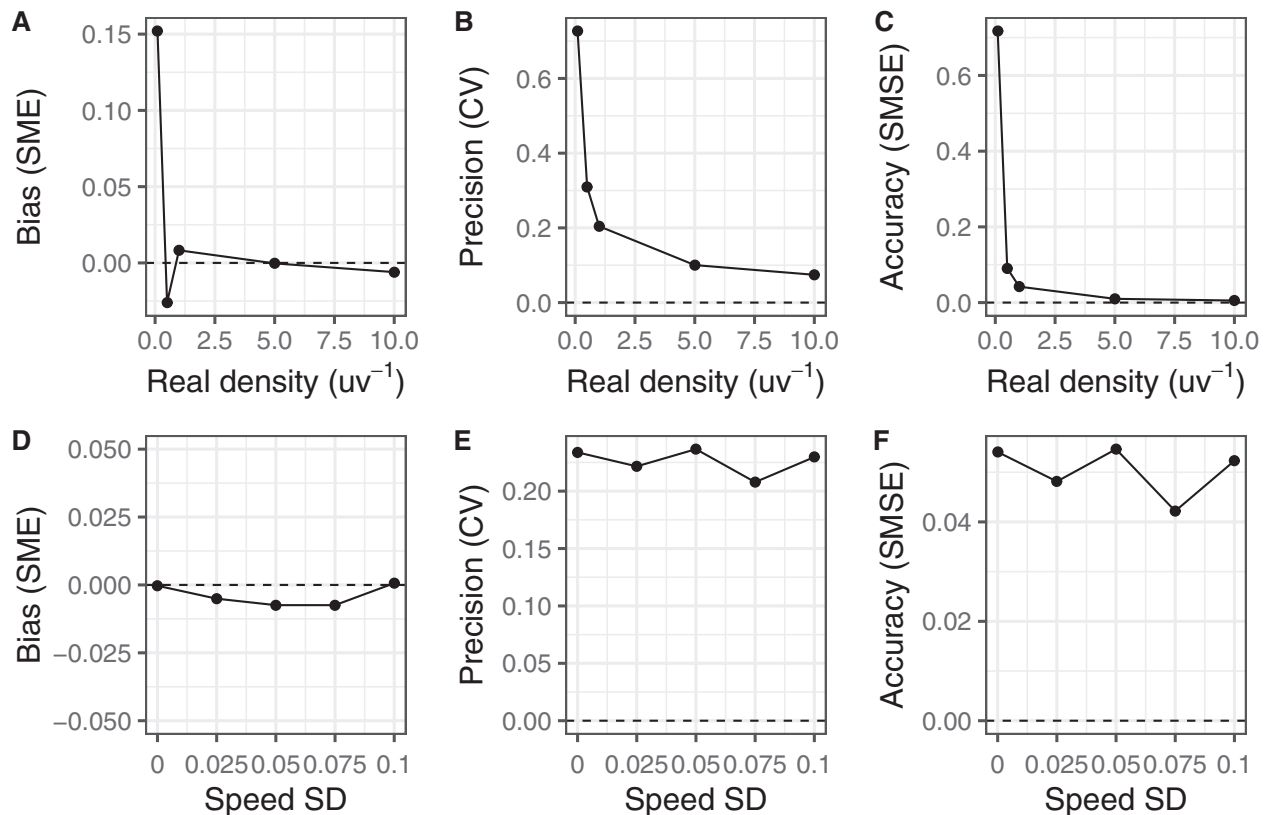 A
Bias (SME)
0.15
0.10
0.05
0.00
0.0 2.5 5.0 7.5 10.0
Real density (uv⁻¹)
B
Precision (CV)
0.6
0.4
0.2
0.0
0.0 2.5 5.0 7.5 10.0
Real density (uv⁻¹)
C
Accuracy (SMSE)
0.6
0.4
0.2
0.0
0.0 2.5 5.0 7.5 10.0
Real density (uv⁻¹)
D
Bias (SME)
0.050
0.025
0.000
−0.025
−0.050
0 0.025 0.05 0.075 0.1
Speed SD
E
Precision (CV)
0.20
0.15
0.10
0.05
0.00
0 0.025 0.05 0.075 0.1
Speed SD
F
Accuracy (SMSE)
0.04
0.02
0.00
0 0.025 0.05 0.075 0.1
Speed SD